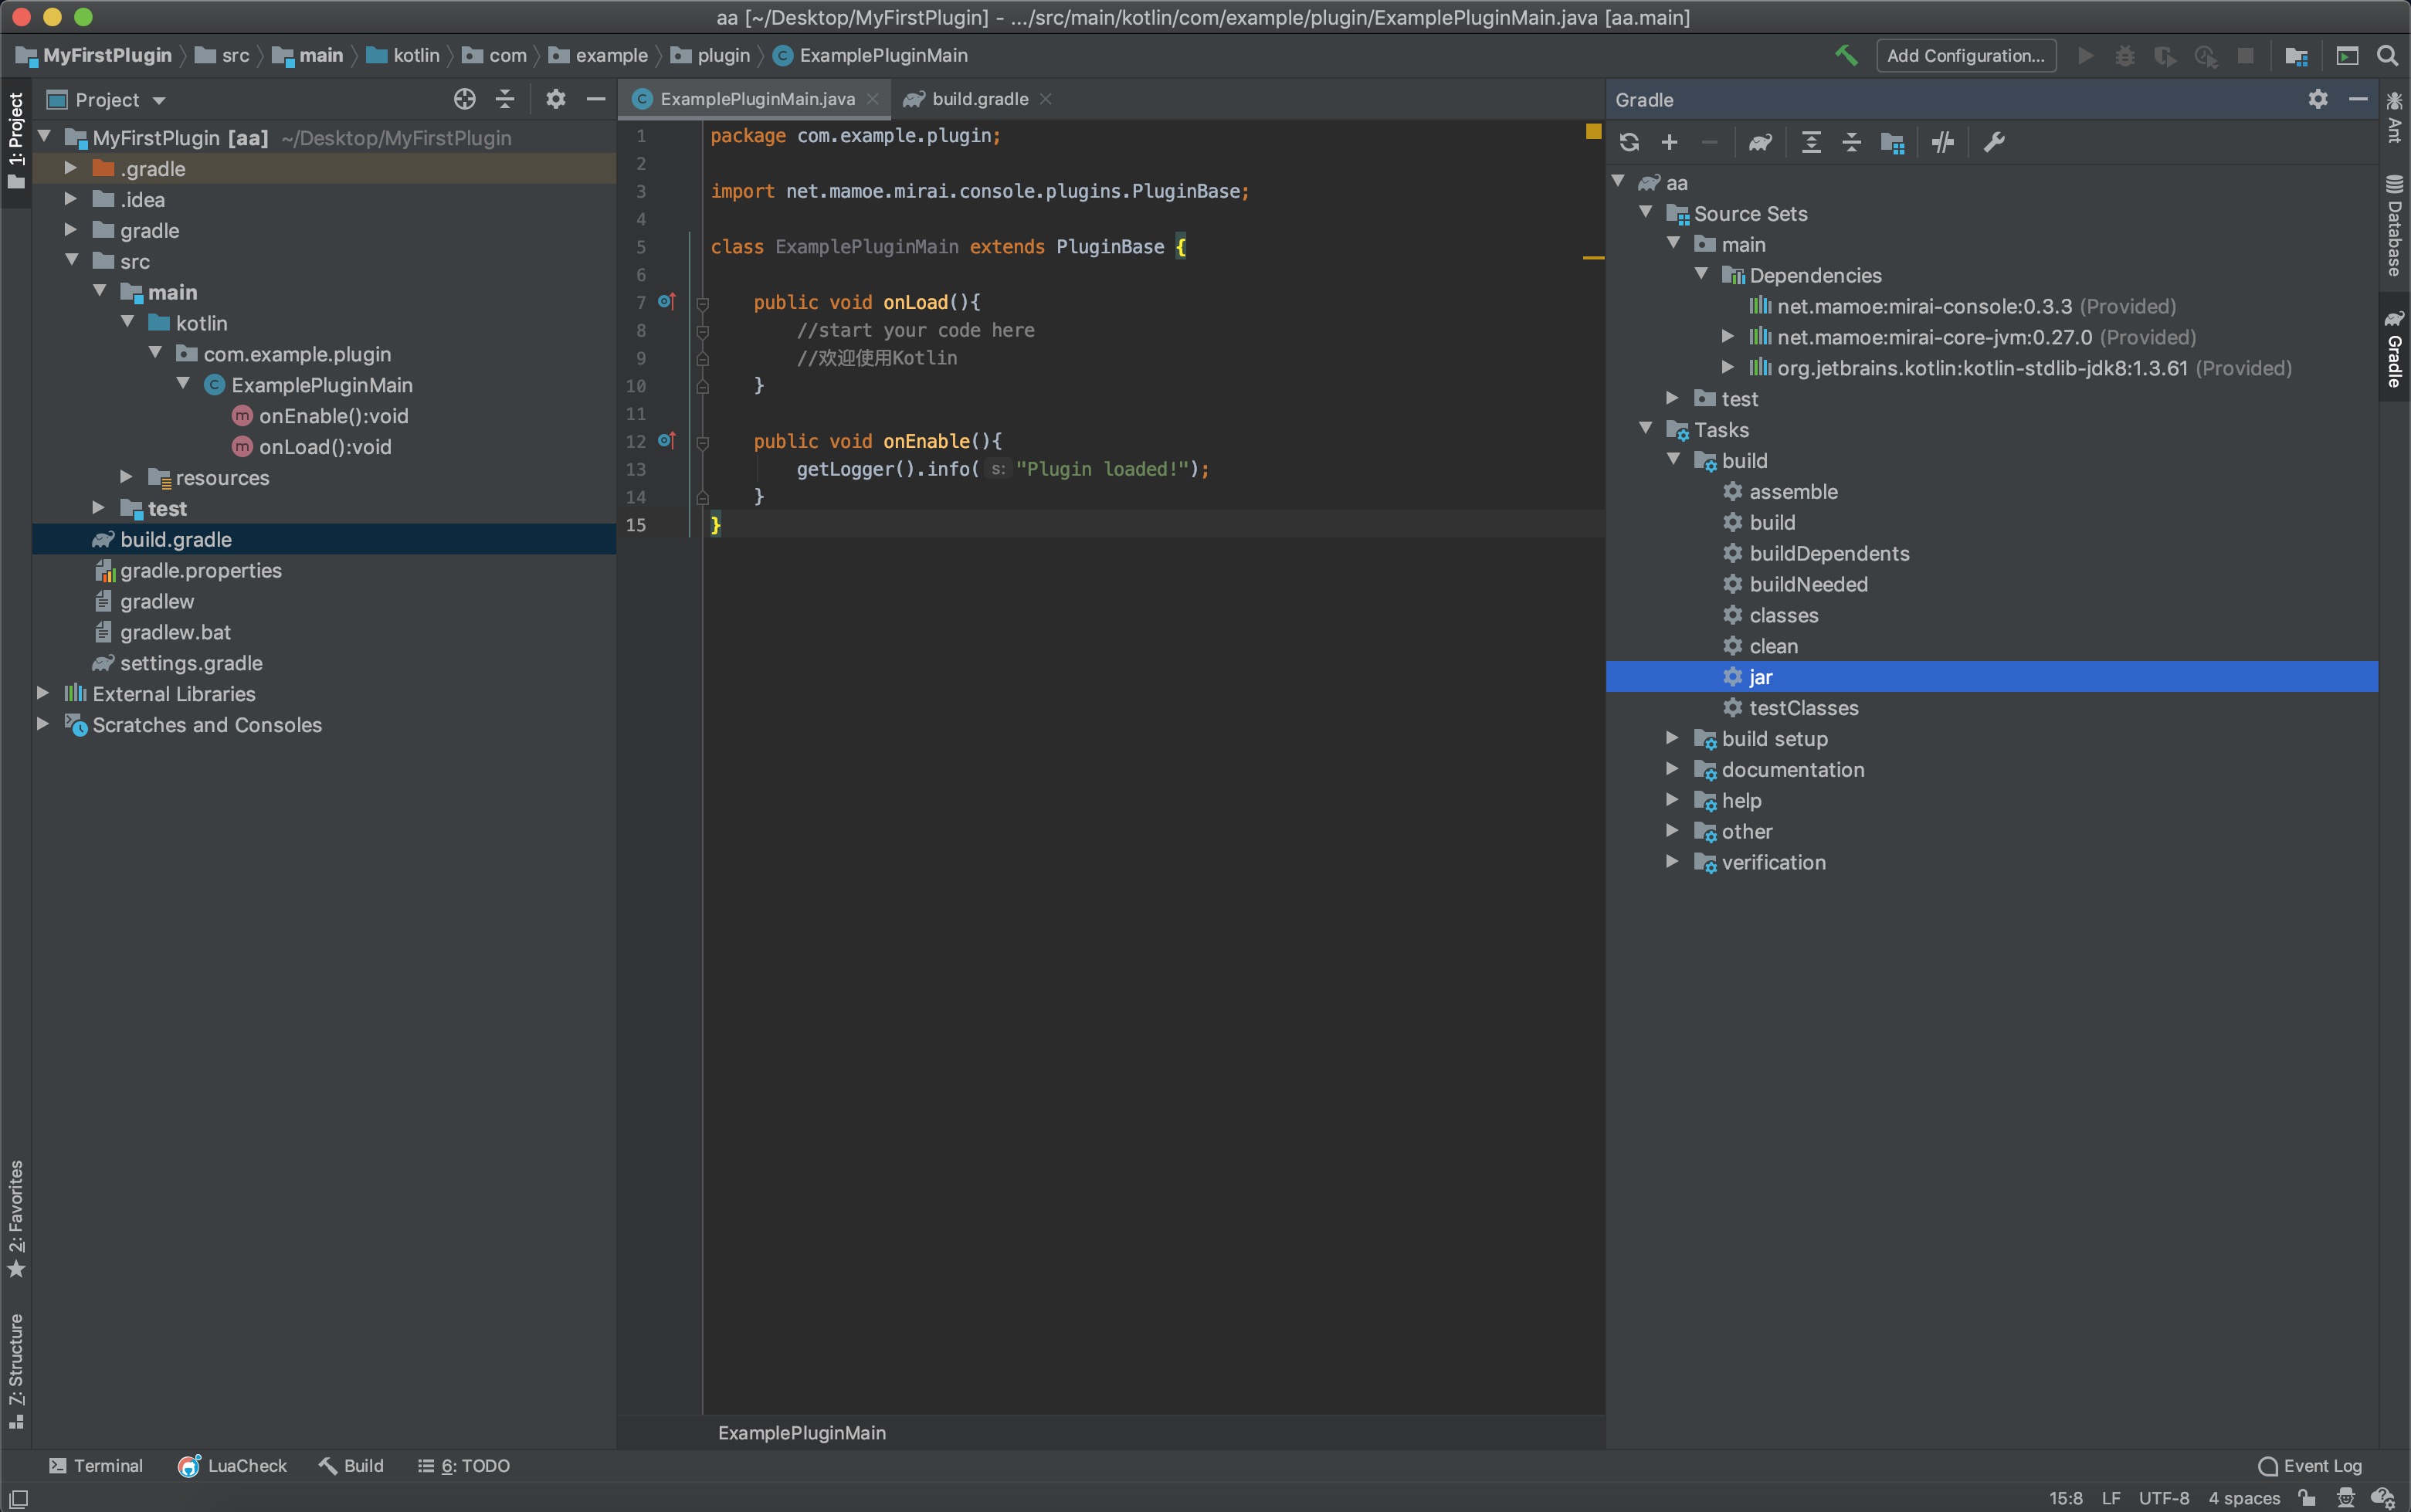 aa [~/Desktop/MyFirstPlugin] - .../src/main/kotlin/com/example/plugin/ExamplePluginMain.java [aa.main]
MyFirstPlugin src main kotlin com example plugin ExamplePluginMain
Add Configuration...
1: Project
2: Favorites
Z: Structure
Project
MyFirstPlugin [aa] ~/Desktop/MyFirstPlugin
.gradle
.idea
gradle
src
main
kotlin
com.example.plugin
ExamplePluginMain
onEnable():void
onLoad():void
resources
test
build.gradle
gradle.properties
gradlew
gradlew.bat
settings.gradle
External Libraries
Scratches and Consoles
ExamplePluginMain.java build.gradle
1 package com.example.plugin;
2
3 import net.mamoe.mirai.console.plugins.PluginBase;
4
5 class ExamplePluginMain extends PluginBase {
6
7 public void onLoad(){
8 //start your code here
9 //欢迎使用Kotlin
10 }
11
12 public void onEnable(){
13 getLogger().info( s: "Plugin loaded!");
14 }
15 }
ExamplePluginMain
Gradle
aa
Source Sets
main
Dependencies
net.mamoe:mirai-console:0.3.3 (Provided)
net.mamoe:mirai-core-jvm:0.27.0 (Provided)
org.jetbrains.kotlin:kotlin-stdlib-jdk8:1.3.61 (Provided)
test
Tasks
build
assemble
build
buildDependents
buildNeeded
classes
clean
jar
testClasses
build setup
documentation
help
other
verification
Ant
Database
Gradle
Terminal LuaCheck Build 6: TODO Event Log
15:8 LF UTF-8 4 spaces